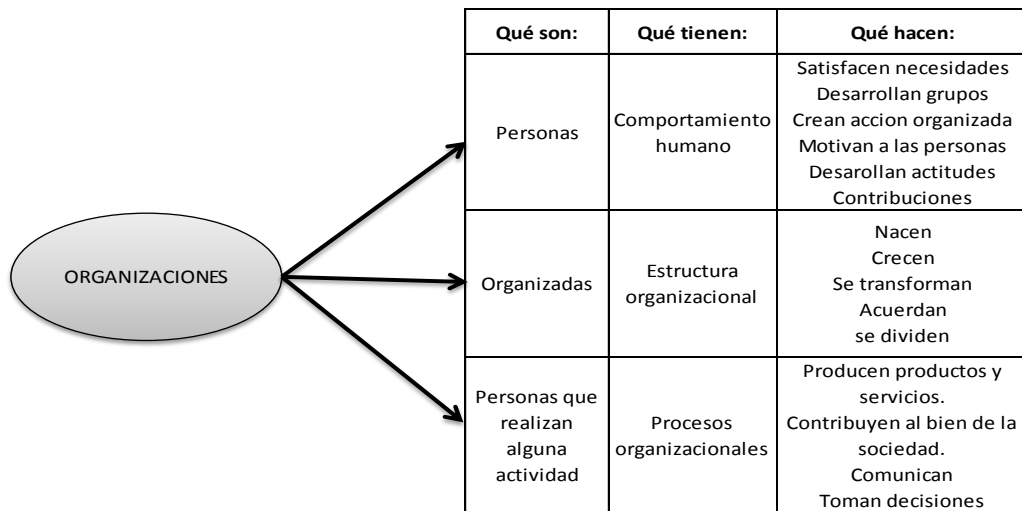 ORGANIZACIONES
Qué son:
Qué tienen:
Qué hacen:
Personas
Comportamiento
humano
Satisfacen necesidades
Desarrollan grupos
Crean accion organizada
Motivan a las personas
Desarollan actitudes
Contribuciones
Organizadas
Estructura
organizacional
Nacen
Crecen
Se transforman
Acuerdan
se dividen
Personas que
realizan
alguna
actividad
Procesos
organizacionales
Producen productos y
servicios.
Contribuyen al bien de la
sociedad.
Comunican
Toman decisiones